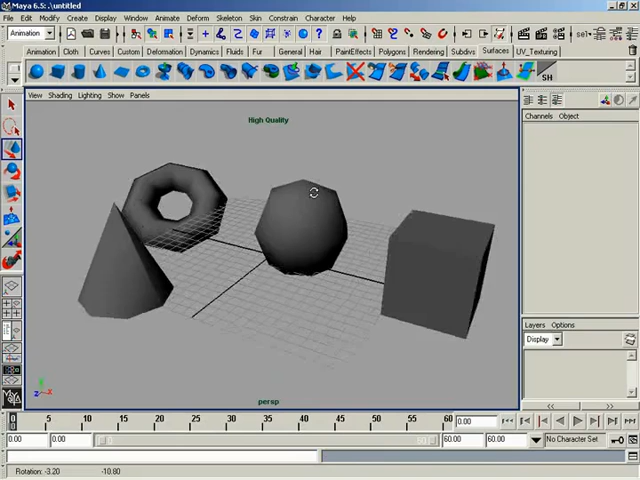 Maya 6.5: .\untitled
File Edit Modify Create Display Window Animate Deform Skeleton Skin Constrain Character Help
Animation sel
Animation Cloth Curves Custom Deformation Dynamics Fluids Fur General Hair PaintEffects Polygons Rendering Subdivs Surfaces UV_Texturing
SH
View Shading Lighting Show Panels
Channels Object
High Quality
persp
Layers Options
Display
0 5 10 15 20 25 30 35 40 45 50 55 60 0.00
0.00 0.00 60.00 60.00 No Character Set
Rotation: -3.20 -10.80